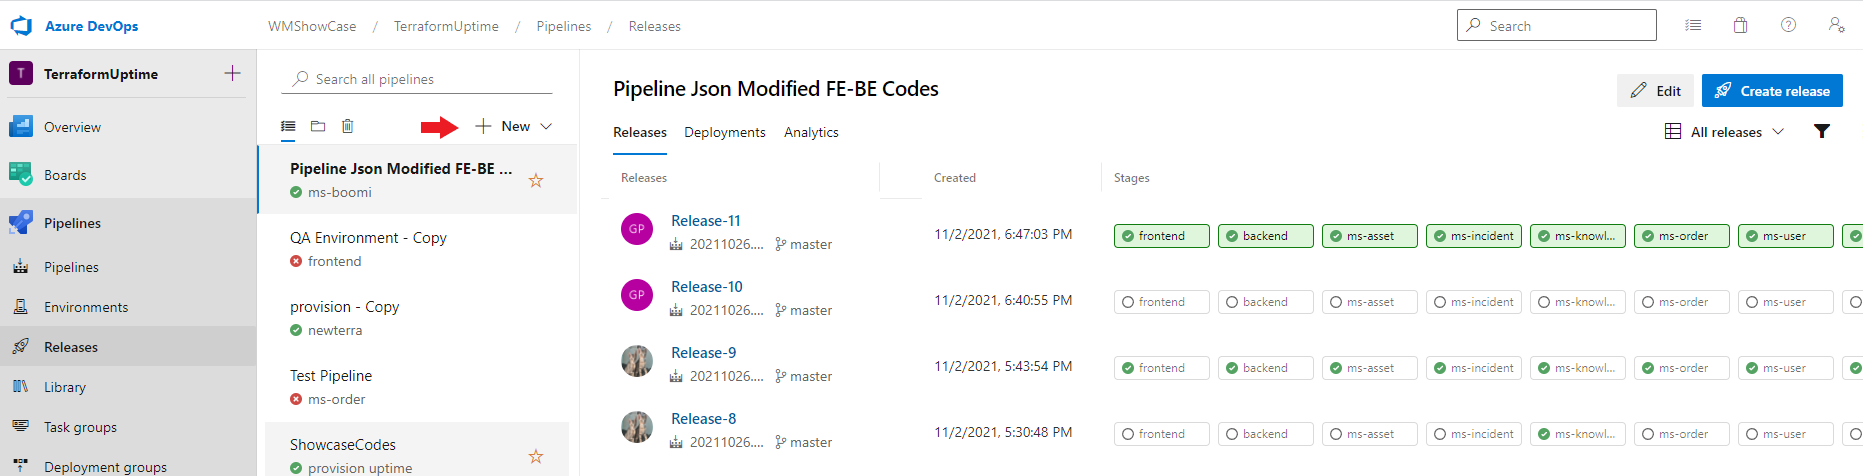 Azure DevOps
WMShowCase / TerraformUptime / Pipelines / Releases
Search
T TerraformUptime
Overview
Boards
Pipelines
Pipelines
Environments
Releases
Library
Task groups
Deployment groups
Search all pipelines
New
Pipeline Json Modified FE-BE ...
ms-boomi
QA Environment - Copy
frontend
provision - Copy
newterra
Test Pipeline
ms-order
ShowcaseCodes
provision uptime
Pipeline Json Modified FE-BE Codes
Edit
Create release
Releases Deployments Analytics
All releases
Releases Created Stages
GP Release-11 11/2/2021, 6:47:03 PM frontend backend ms-asset ms-incident ms-knowl... ms-order ms-user
20211026.... master
GP Release-10 11/2/2021, 6:40:55 PM frontend backend ms-asset ms-incident ms-knowl... ms-order ms-user
20211026.... master
Release-9 11/2/2021, 5:43:54 PM frontend backend ms-asset ms-incident ms-knowl... ms-order ms-user
20211026.... master
Release-8 11/2/2021, 5:30:48 PM frontend backend ms-asset ms-incident ms-knowl... ms-order ms-user
20211026.... master